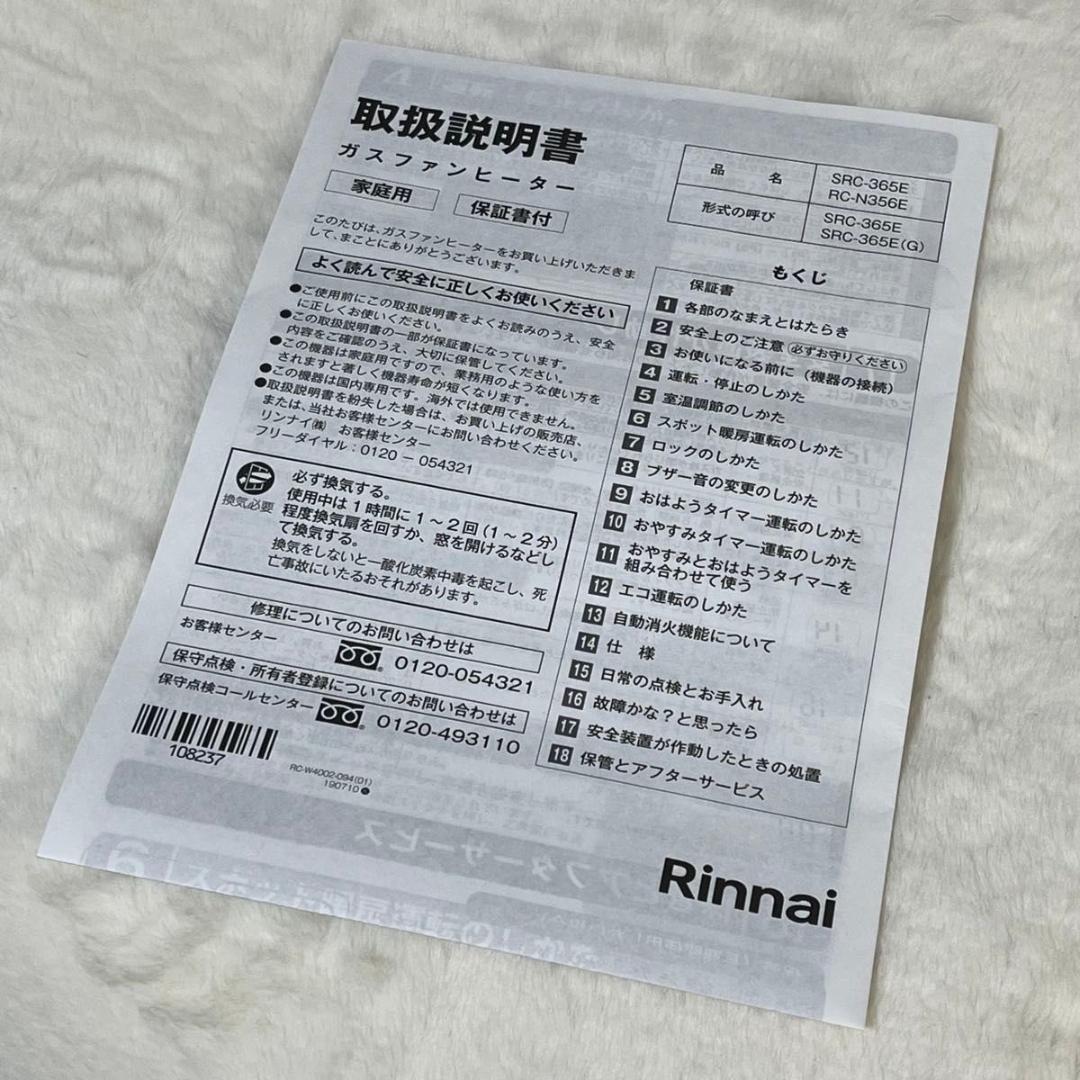 取扱説明書
ガスファンヒーター
家庭用 保証書付
品名 SRC-365E
RC-N356E
形式の呼び SRC-365E
SRC-365E(G)
このたびは、ガスファンヒーターをお買い上げいただきま
して、まことにありがとうございます。
よく読んで安全に正しくお使いください
●ご使用前にこの取扱説明書をよくお読みのうえ、安全
に正しくお使いください。
●この取扱説明書の一部が保証書になっています。
内容をご確認のうえ、大切に保管してください。
●この機器は家庭用ですので、業務用のような使い方を
されますと著しく機器寿命が短くなります。
●この機器は国内専用です。海外では使用できません。
●取扱説明書を紛失した場合は、お買い上げの販売店、
または、当社お客様センターにお問い合わせください。
リンナイ㈱ お客様センター
フリーダイヤル：0120－054321
換気必要
必ず換気する。
使用中は1時間に1～2回(1～2分)
程度換気扇を回すか、窓を開けるなどし
て換気する。
換気をしないと一酸化炭素中毒を起こし、死
亡事故にいたるおそれがあります。
修理についてのお問い合わせは
お客様センター 0120-054321
保守点検・所有者登録についてのお問い合わせは
保守点検コールセンター 0120-493110
108237
RC-W4002-094(01)
190710
もくじ
保証書
1 各部のなまえとはたらき
2 安全上のご注意 必ずお守りください
3 お使いになる前に（機器の接続）
4 運転・停止のしかた
5 室温調節のしかた
6 スポット暖房運転のしかた
7 ロックのしかた
8 ブザー音の変更のしかた
9 おはようタイマー運転のしかた
10 おやすみタイマー運転のしかた
11 おやすみとおはようタイマーを
組み合わせて使う
12 エコ運転のしかた
13 自動消火機能について
14 仕様
15 日常の点検とお手入れ
16 故障かな？と思ったら
17 安全装置が作動したときの処置
18 保管とアフターサービス
Rinnai